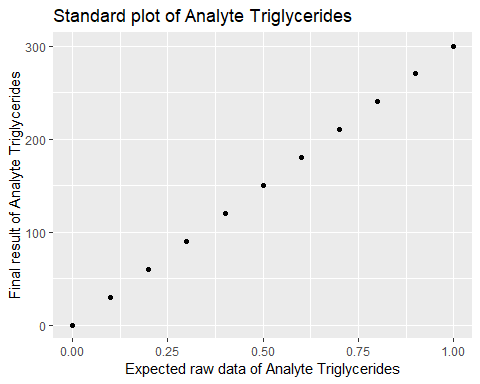 Standard plot of Analyte Triglycerides
Final result of Analyte Triglycerides
300
200
100
0
0.00 0.25 0.50 0.75 1.00
Expected raw data of Analyte Triglycerides